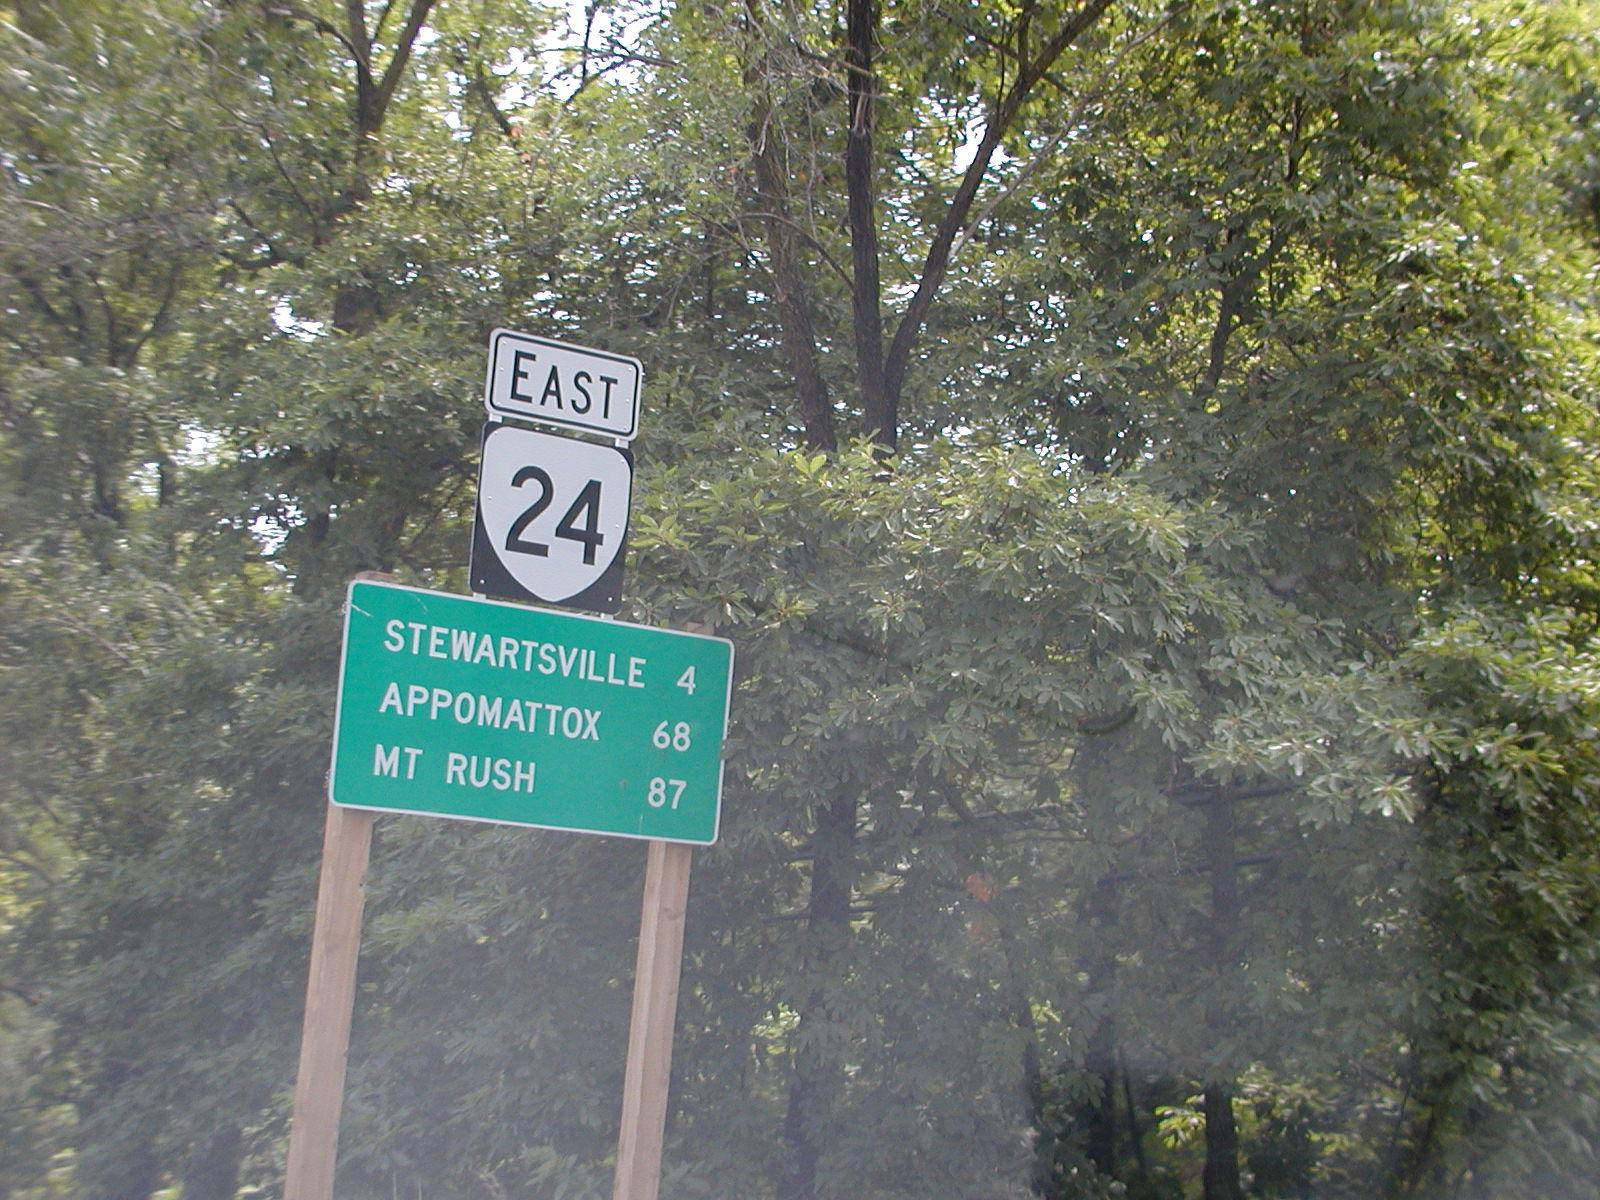 EAST
24
STEWARTSVILLE 4
APPOMATTOX 68
MT RUSH 87